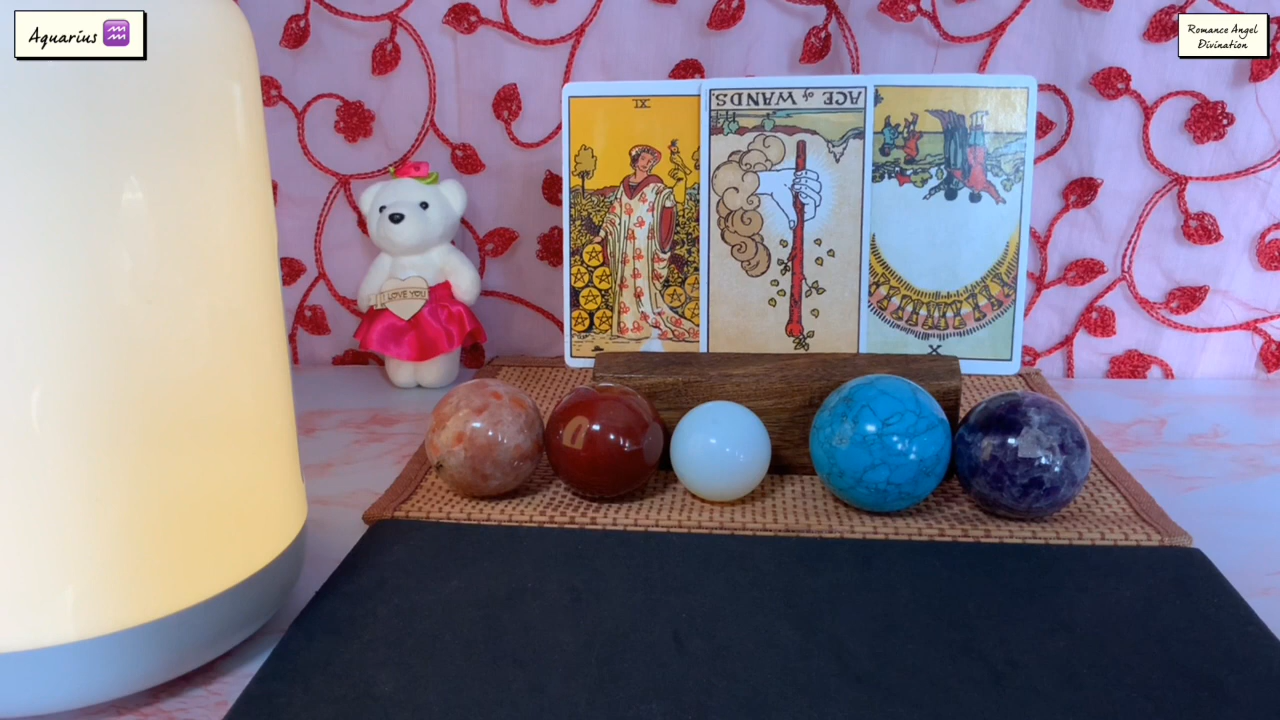 Aquarius ♒
Romance Angel
Divination
IX
ACE of WANDS.
X
I LOVE YOU